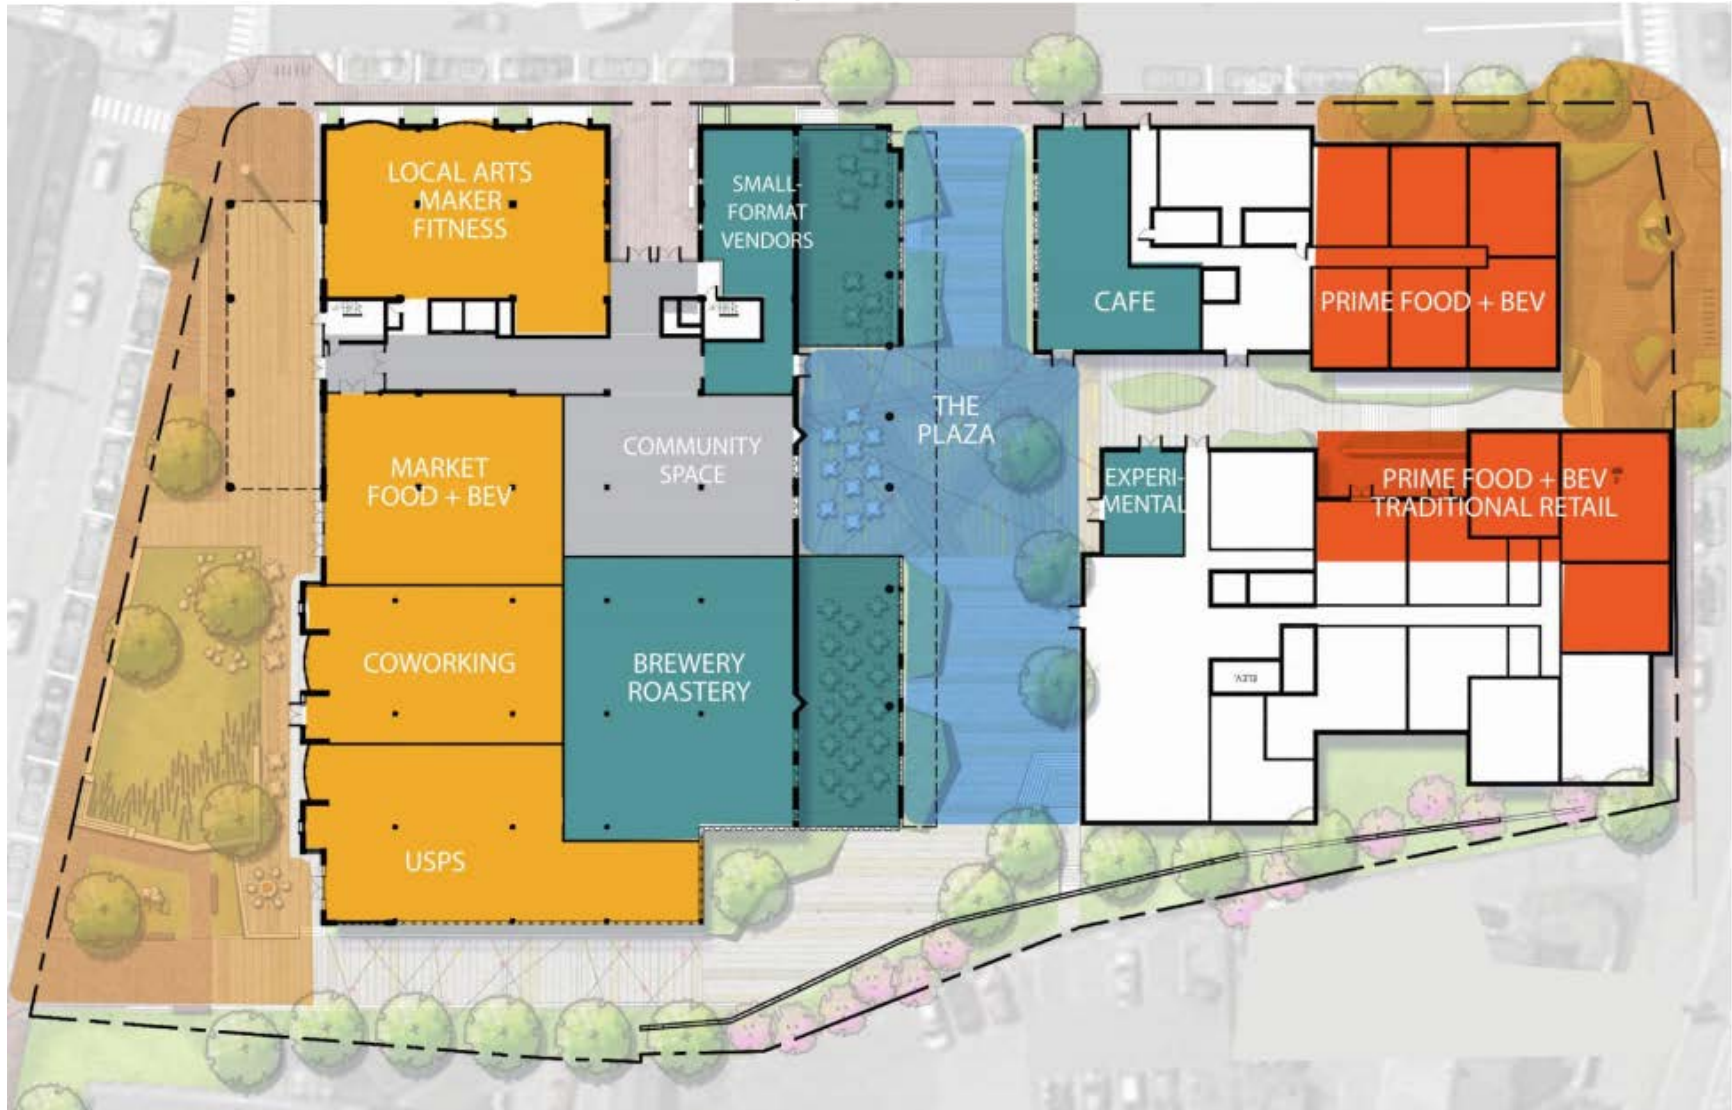 LOCAL ARTS
MAKER
FITNESS
SMALL-
FORMAT
VENDORS
CAFE
PRIME FOOD + BEV
THE
PLAZA
MARKET
FOOD + BEV
COMMUNITY
SPACE
EXPERI-
MENTAL
PRIME FOOD + BEV
TRADITIONAL RETAIL
COWORKING
BREWERY
ROASTERY
ELEV.
USPS